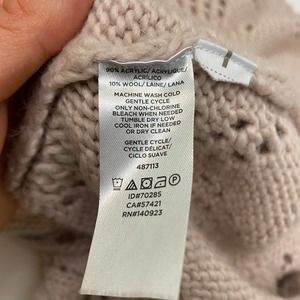 90% ACRYLIC/ ACRYLIQUE/
ACRÍLICO
10% WOOL/ LAINE/ LANA
MACHINE WASH COLD
GENTLE CYCLE
ONLY NON-CHLORINE
BLEACH WHEN NEEDED
TUMBLE DRY LOW
COOL IRON IF NEEDED
OR DRY CLEAN
GENTLE CYCLE/
CYCLE DÉLICAT/
CICLO SUAVE
487113
ID#70285
CA#57421
RN#140923